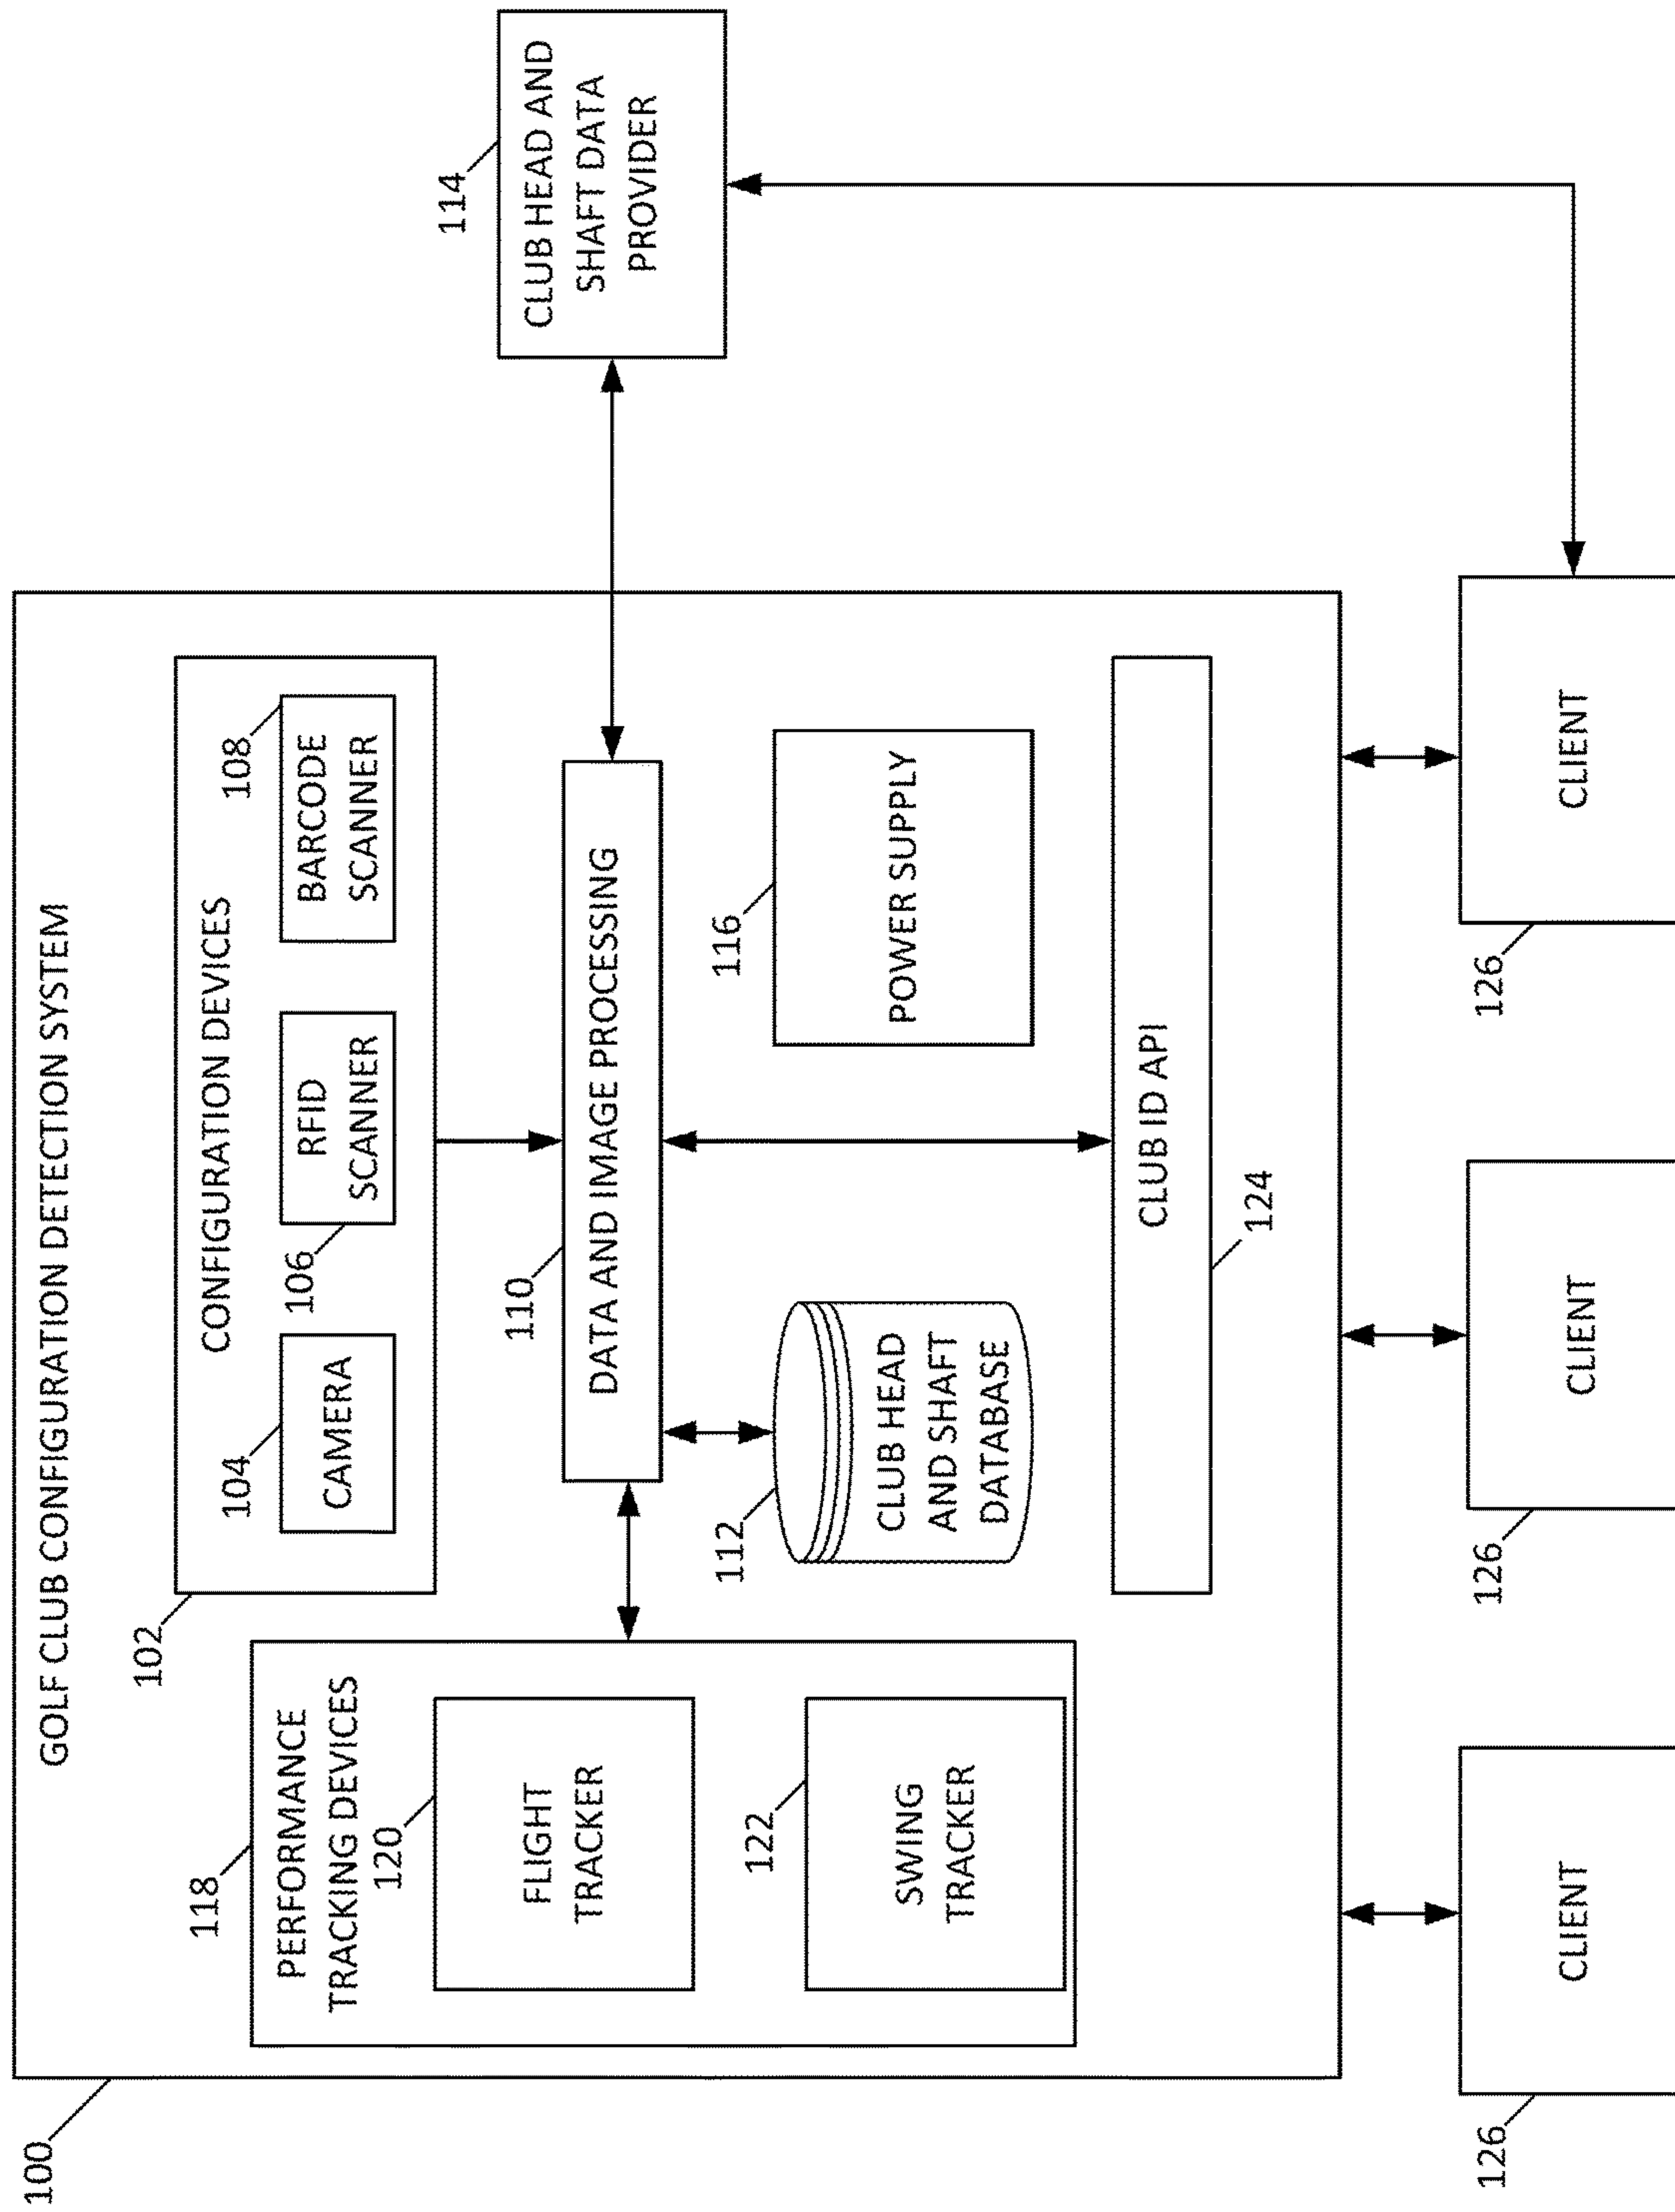 100
GOLF CLUB CONFIGURATION DETECTION SYSTEM
102
CONFIGURATION DEVICES
104
CAMERA
106
RFID
SCANNER
108
BARCODE
SCANNER
118
PERFORMANCE
TRACKING DEVICES
120
FLIGHT
TRACKER
122
SWING
TRACKER
110
DATA AND IMAGE PROCESSING
112
CLUB HEAD
AND SHAFT
DATABASE
116
POWER SUPPLY
114
CLUB HEAD AND
SHAFT DATA
PROVIDER
CLUB ID API
124
126
CLIENT
126
CLIENT
126
CLIENT